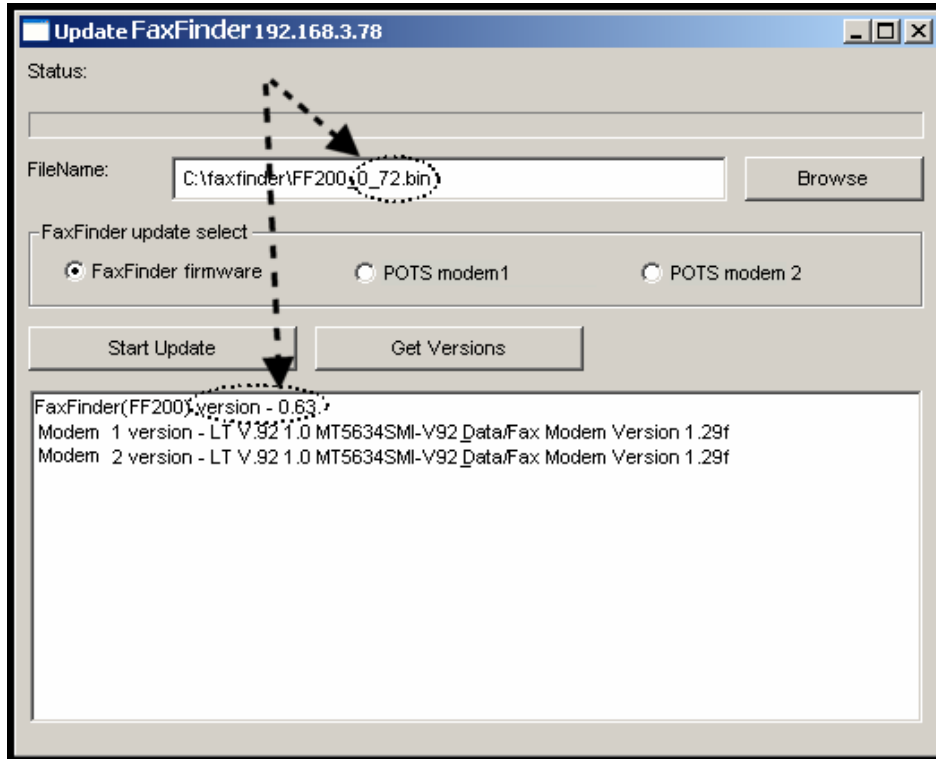 Update FaxFinder 192.168.3.78
Status:
FileName: C:\faxfinder\FF200_0_72.bin Browse
FaxFinder update select
FaxFinder firmware POTS modem1 POTS modem 2
Start Update Get Versions
FaxFinder(FF200) version - 0.63.
Modem 1 version - LT V.92 1.0 MT5634SMI-V92 Data/Fax Modem Version 1.29f
Modem 2 version - LT V.92 1.0 MT5634SMI-V92 Data/Fax Modem Version 1.29f